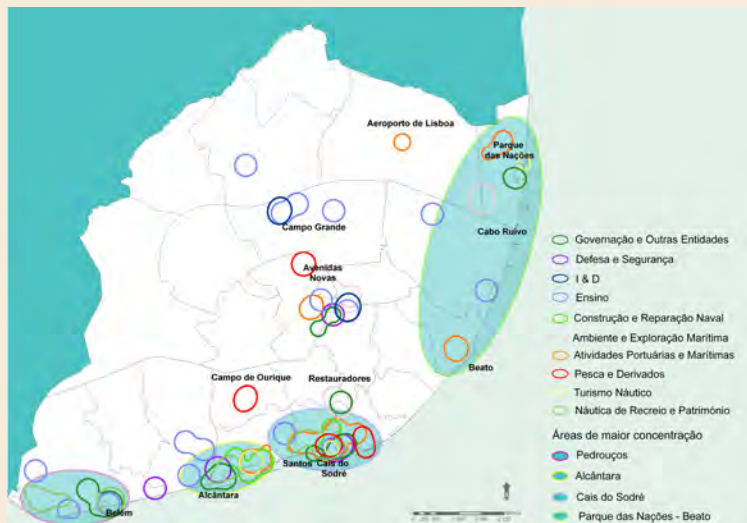 Aeroporto de Lisboa
Parque
das Nações
Campo Grande
Cabo Ruivo
Avenidas
Novas
Campo de Ourique
Restauradores
Beato
Santos
Cais do
Sodré
Alcântara
Belém
Governação e Outras Entidades
Defesa e Segurança
I & D
Ensino
Construção e Reparação Naval
Ambiente e Exploração Marítima
Atividades Portuárias e Marítimas
Pesca e Derivados
Turismo Náutico
Náutica de Recreio e Património
Áreas de maior concentração
Pedrouços
Alcântara
Cais do Sodré
Parque das Nações - Beato